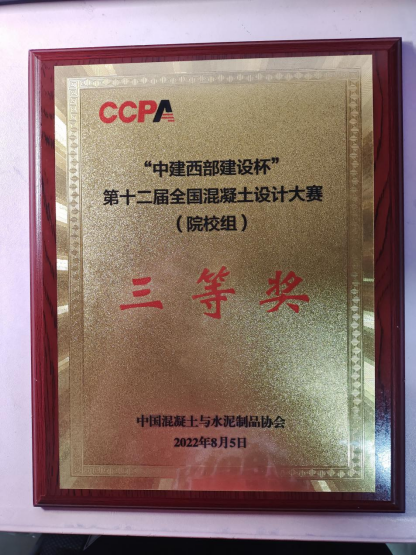 CCPA
“中建西部建设杯”
第十二届全国混凝土设计大赛
（院校组）
三等奖
中国混凝土与水泥制品协会
2022年8月5日